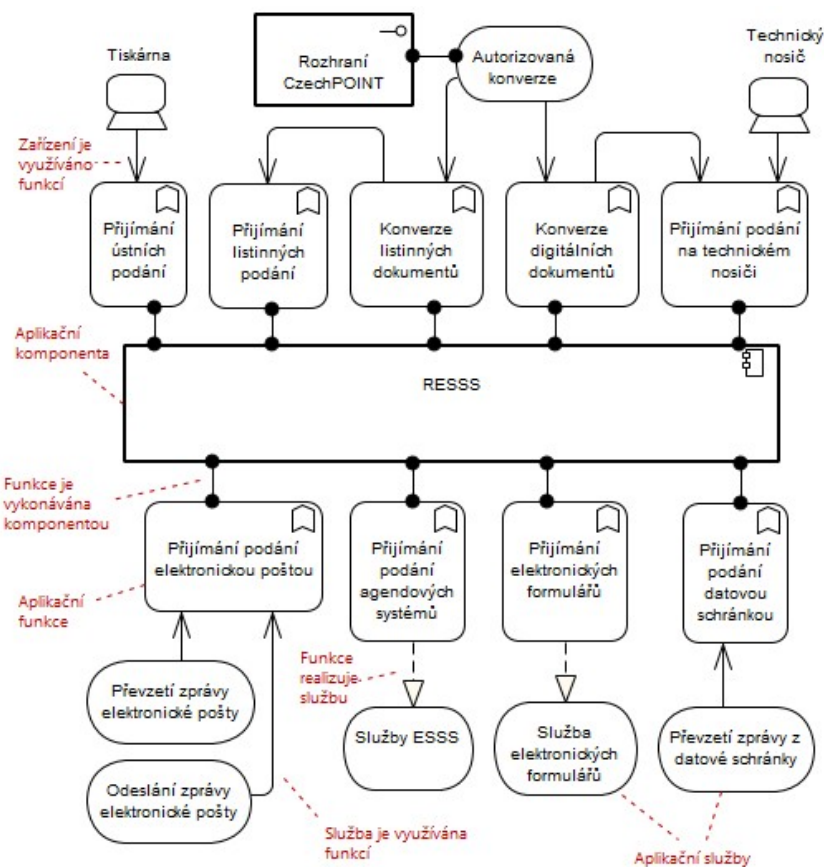 Tiskárna
Rozhraní
CzechPOINT
Autorizovaná
konverze
Technický
nosič
Zařízení je
využíváno
funkcí
Přijímání
ústních
podání
Přijímání
listinných
podání
Konverze
listinných
dokumentů
Konverze
digitálních
dokumentů
Přijímání podání
na technickém
nosiči
Aplikační
komponenta
RESSS
Funkce je
vykonávána
komponentou
Přijímání podání
elektronickou poštou
Přijímání
podání
agendových
systémů
Přijímání
elektronických
formulářů
Přijímání
podání
datovou
schránkou
Aplikační
funkce
Funkce
realizuje
službu
Převzetí zprávy
elektronické pošty
Služby ESSS
Služba
elektronických
formulářů
Převzetí zprávy z
datové schránky
Odeslání zprávy
elektronické pošty
Služba je využívána
funkcí
Aplikační služby